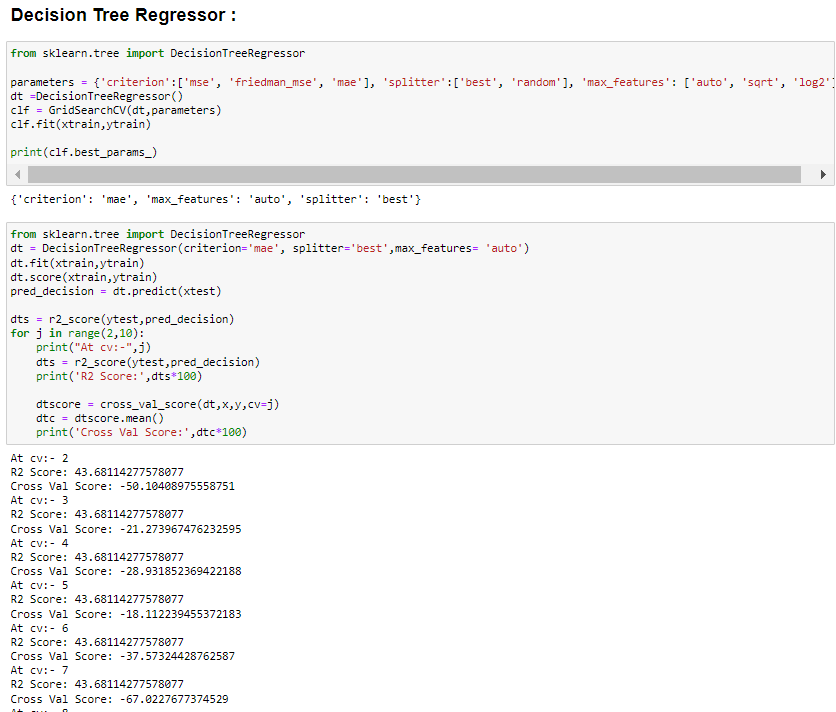 Decision Tree Regressor :
from sklearn.tree import DecisionTreeRegressor
parameters = {'criterion':['mse', 'friedman_mse', 'mae'], 'splitter':['best', 'random'], 'max_features': ['auto', 'sqrt', 'log2']
dt =DecisionTreeRegressor()
clf = GridSearchCV(dt,parameters)
clf.fit(xtrain,ytrain)
print(clf.best_params_)
{'criterion': 'mae', 'max_features': 'auto', 'splitter': 'best'}
from sklearn.tree import DecisionTreeRegressor
dt = DecisionTreeRegressor(criterion='mae', splitter='best',max_features= 'auto')
dt.fit(xtrain,ytrain)
dt.score(xtrain,ytrain)
pred_decision = dt.predict(xtest)
dts = r2_score(ytest,pred_decision)
for j in range(2,10):
    print("At cv:-",j)
    dts = r2_score(ytest,pred_decision)
    print('R2 Score:',dts*100)
    dtscore = cross_val_score(dt,x,y,cv=j)
    dtc = dtscore.mean()
    print('Cross Val Score:',dtc*100)
At cv:- 2
R2 Score: 43.68114277578077
Cross Val Score: -50.10408975558751
At cv:- 3
R2 Score: 43.68114277578077
Cross Val Score: -21.273967476232595
At cv:- 4
R2 Score: 43.68114277578077
Cross Val Score: -28.931852369422188
At cv:- 5
R2 Score: 43.68114277578077
Cross Val Score: -18.112239455372183
At cv:- 6
R2 Score: 43.68114277578077
Cross Val Score: -37.57324428762587
At cv:- 7
R2 Score: 43.68114277578077
Cross Val Score: -67.0227677374529
At cv:- 8